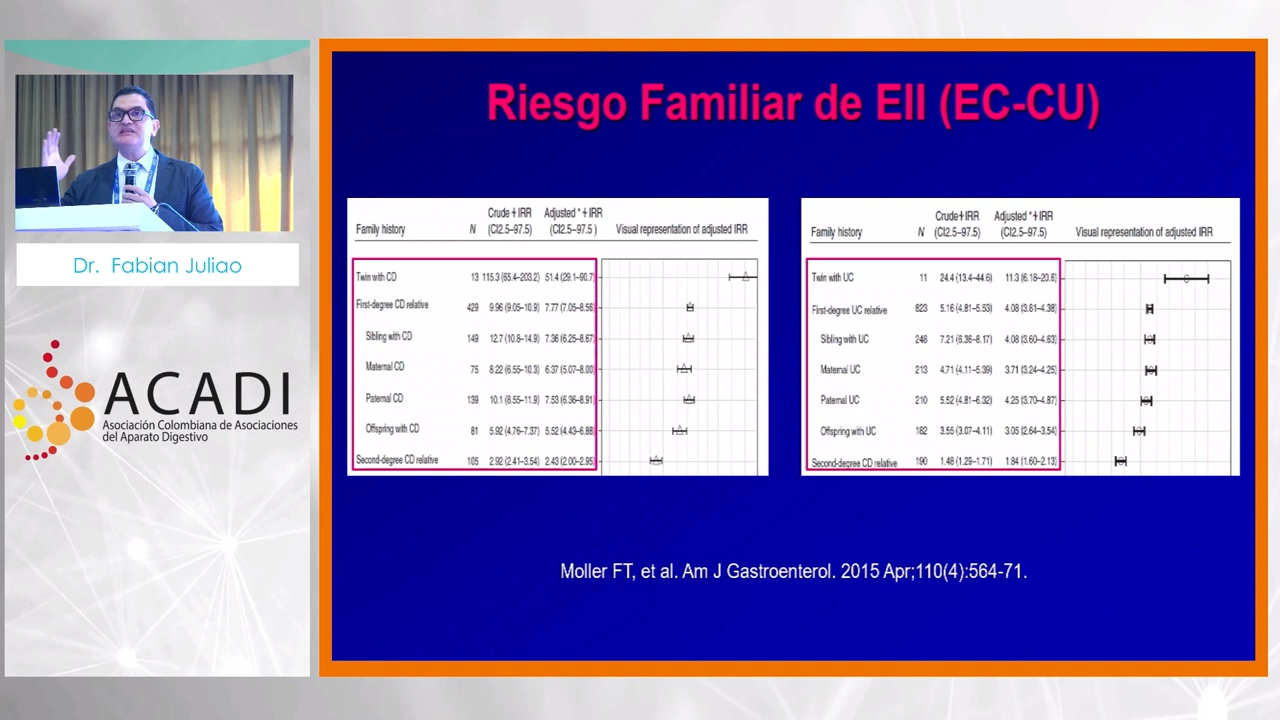 Riesgo Familiar de EII (EC-CU)
Dr. Fabian Juliao
ACADI
Asociación Colombiana de Asociaciones
del Aparato Digestivo
Crude ‡ IRR Adjusted * ‡ IRR
Family history N (CI2.5–97.5) (CI2.5–97.5 ) Visual representation of adjusted IRR
Twin with CD 13 115.3 (65.4–203.2) 51.4 (29.1–90.7)
First-degree CD relative 429 9.96 (9.05–10.9) 7.77 (7.05–8.56)
Sibling with CD 149 12.7 (10.8–14.9) 7.36 (6.25–8.67)
Maternal CD 75 8.22 (6.55–10.3) 6.37 (5.07–8.00)
Paternal CD 139 10.1 (8.55–11.9) 7.53 (6.36–8.91)
Offspring with CD 81 5.92 (4.76–7.37) 5.52 (4.43–6.88)
Second-degree CD relative 105 2.92 (2.41–3.54) 2.43 (2.00–2.95)
Crude ‡ IRR Adjusted * ‡ IRR
Family history N (CI2.5–97.5) (CI2.5–97.5) Visual representation of adjusted IRR
Twin with UC 11 24.4 (13.4–44.6) 11.3 (6.18–20.6)
First-degree UC relative 823 5.16 (4.81–5.53) 4.08 (3.81–4.38)
Sibling with UC 248 7.21 (6.36–8.17) 4.08 (3.60–4.63)
Maternal UC 213 4.71 (4.11–5.39) 3.71 (3.24–4.25)
Paternal UC 210 5.52 (4.81–6.32) 4.25 (3.70–4.87)
Offspring with UC 182 3.55 (3.07–4.11) 3.05 (2.64–3.54)
Second-degree CD relative 190 1.48 (1.29–1.71) 1.84 (1.60–2.13)
Moller FT, et al. Am J Gastroenterol. 2015 Apr;110(4):564-71.